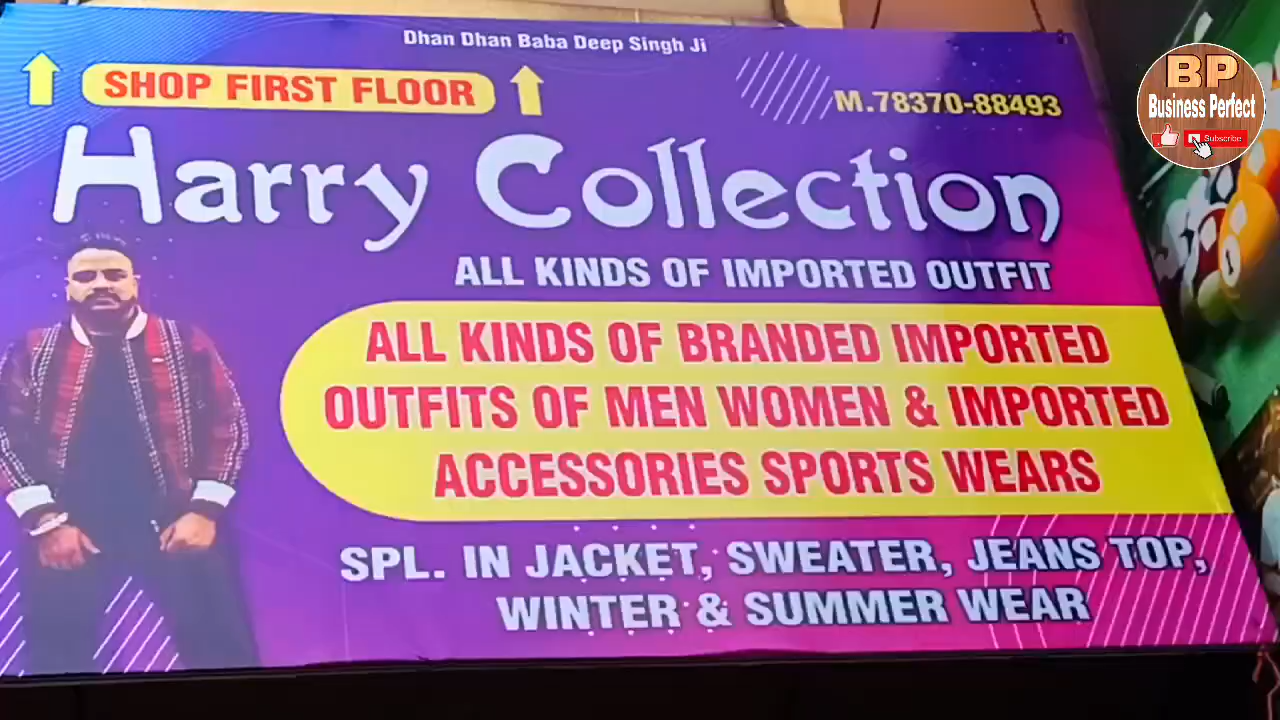 Dhan Dhan Baba Deep Singh Ji
SHOP FIRST FLOOR
M.78370-88493
Harry Collection
ALL KINDS OF IMPORTED OUTFIT
ALL KINDS OF BRANDED IMPORTED
OUTFITS OF MEN WOMEN & IMPORTED
ACCESSORIES SPORTS WEARS
SPL. IN JACKET, SWEATER, JEANS TOP,
WINTER & SUMMER WEAR
BP
Business Perfect
Subscribe
1